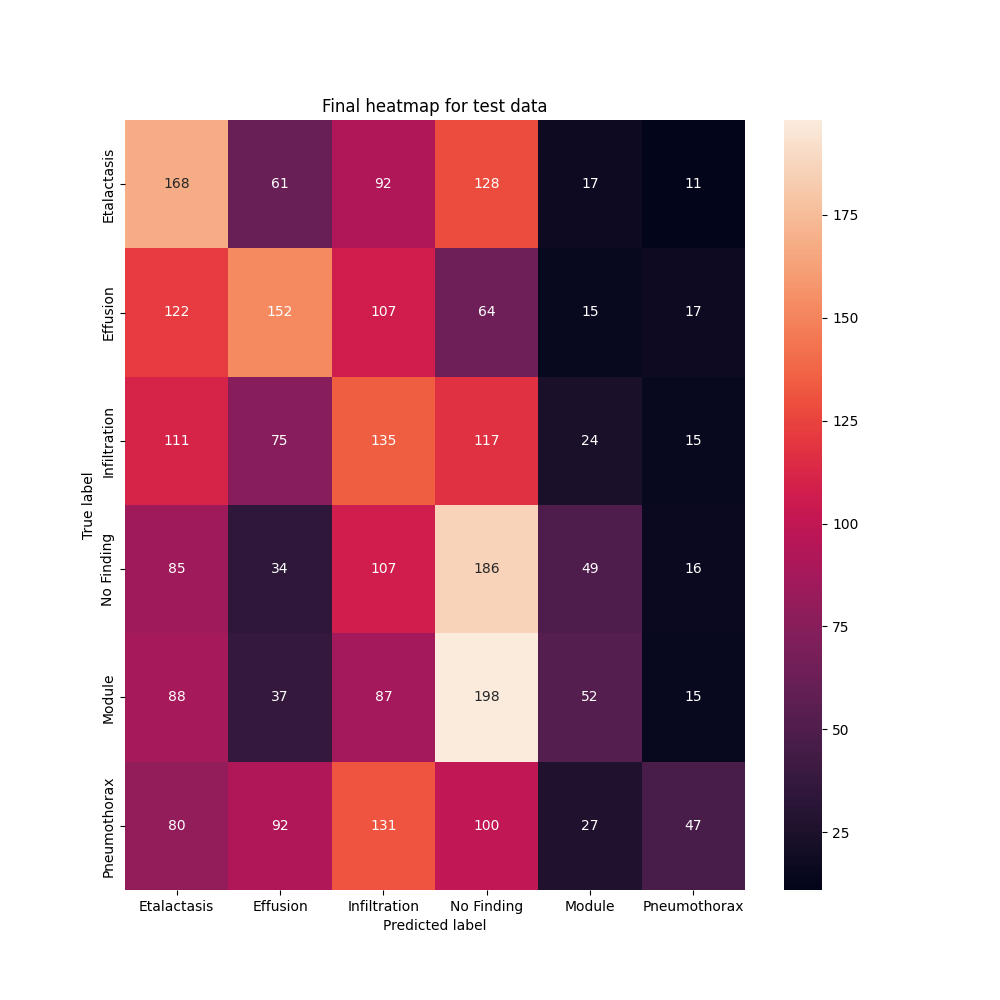 Final heatmap for test data
True label
Etalactasis 168 61 92 128 17 11
Effusion 122 152 107 64 15 17
Infiltration 111 75 135 117 24 15
No Finding 85 34 107 186 49 16
Module 88 37 87 198 52 15
Pneumothorax 80 92 131 100 27 47
Etalactasis Effusion Infiltration No Finding Module Pneumothorax
Predicted label
175
150
125
100
75
50
25